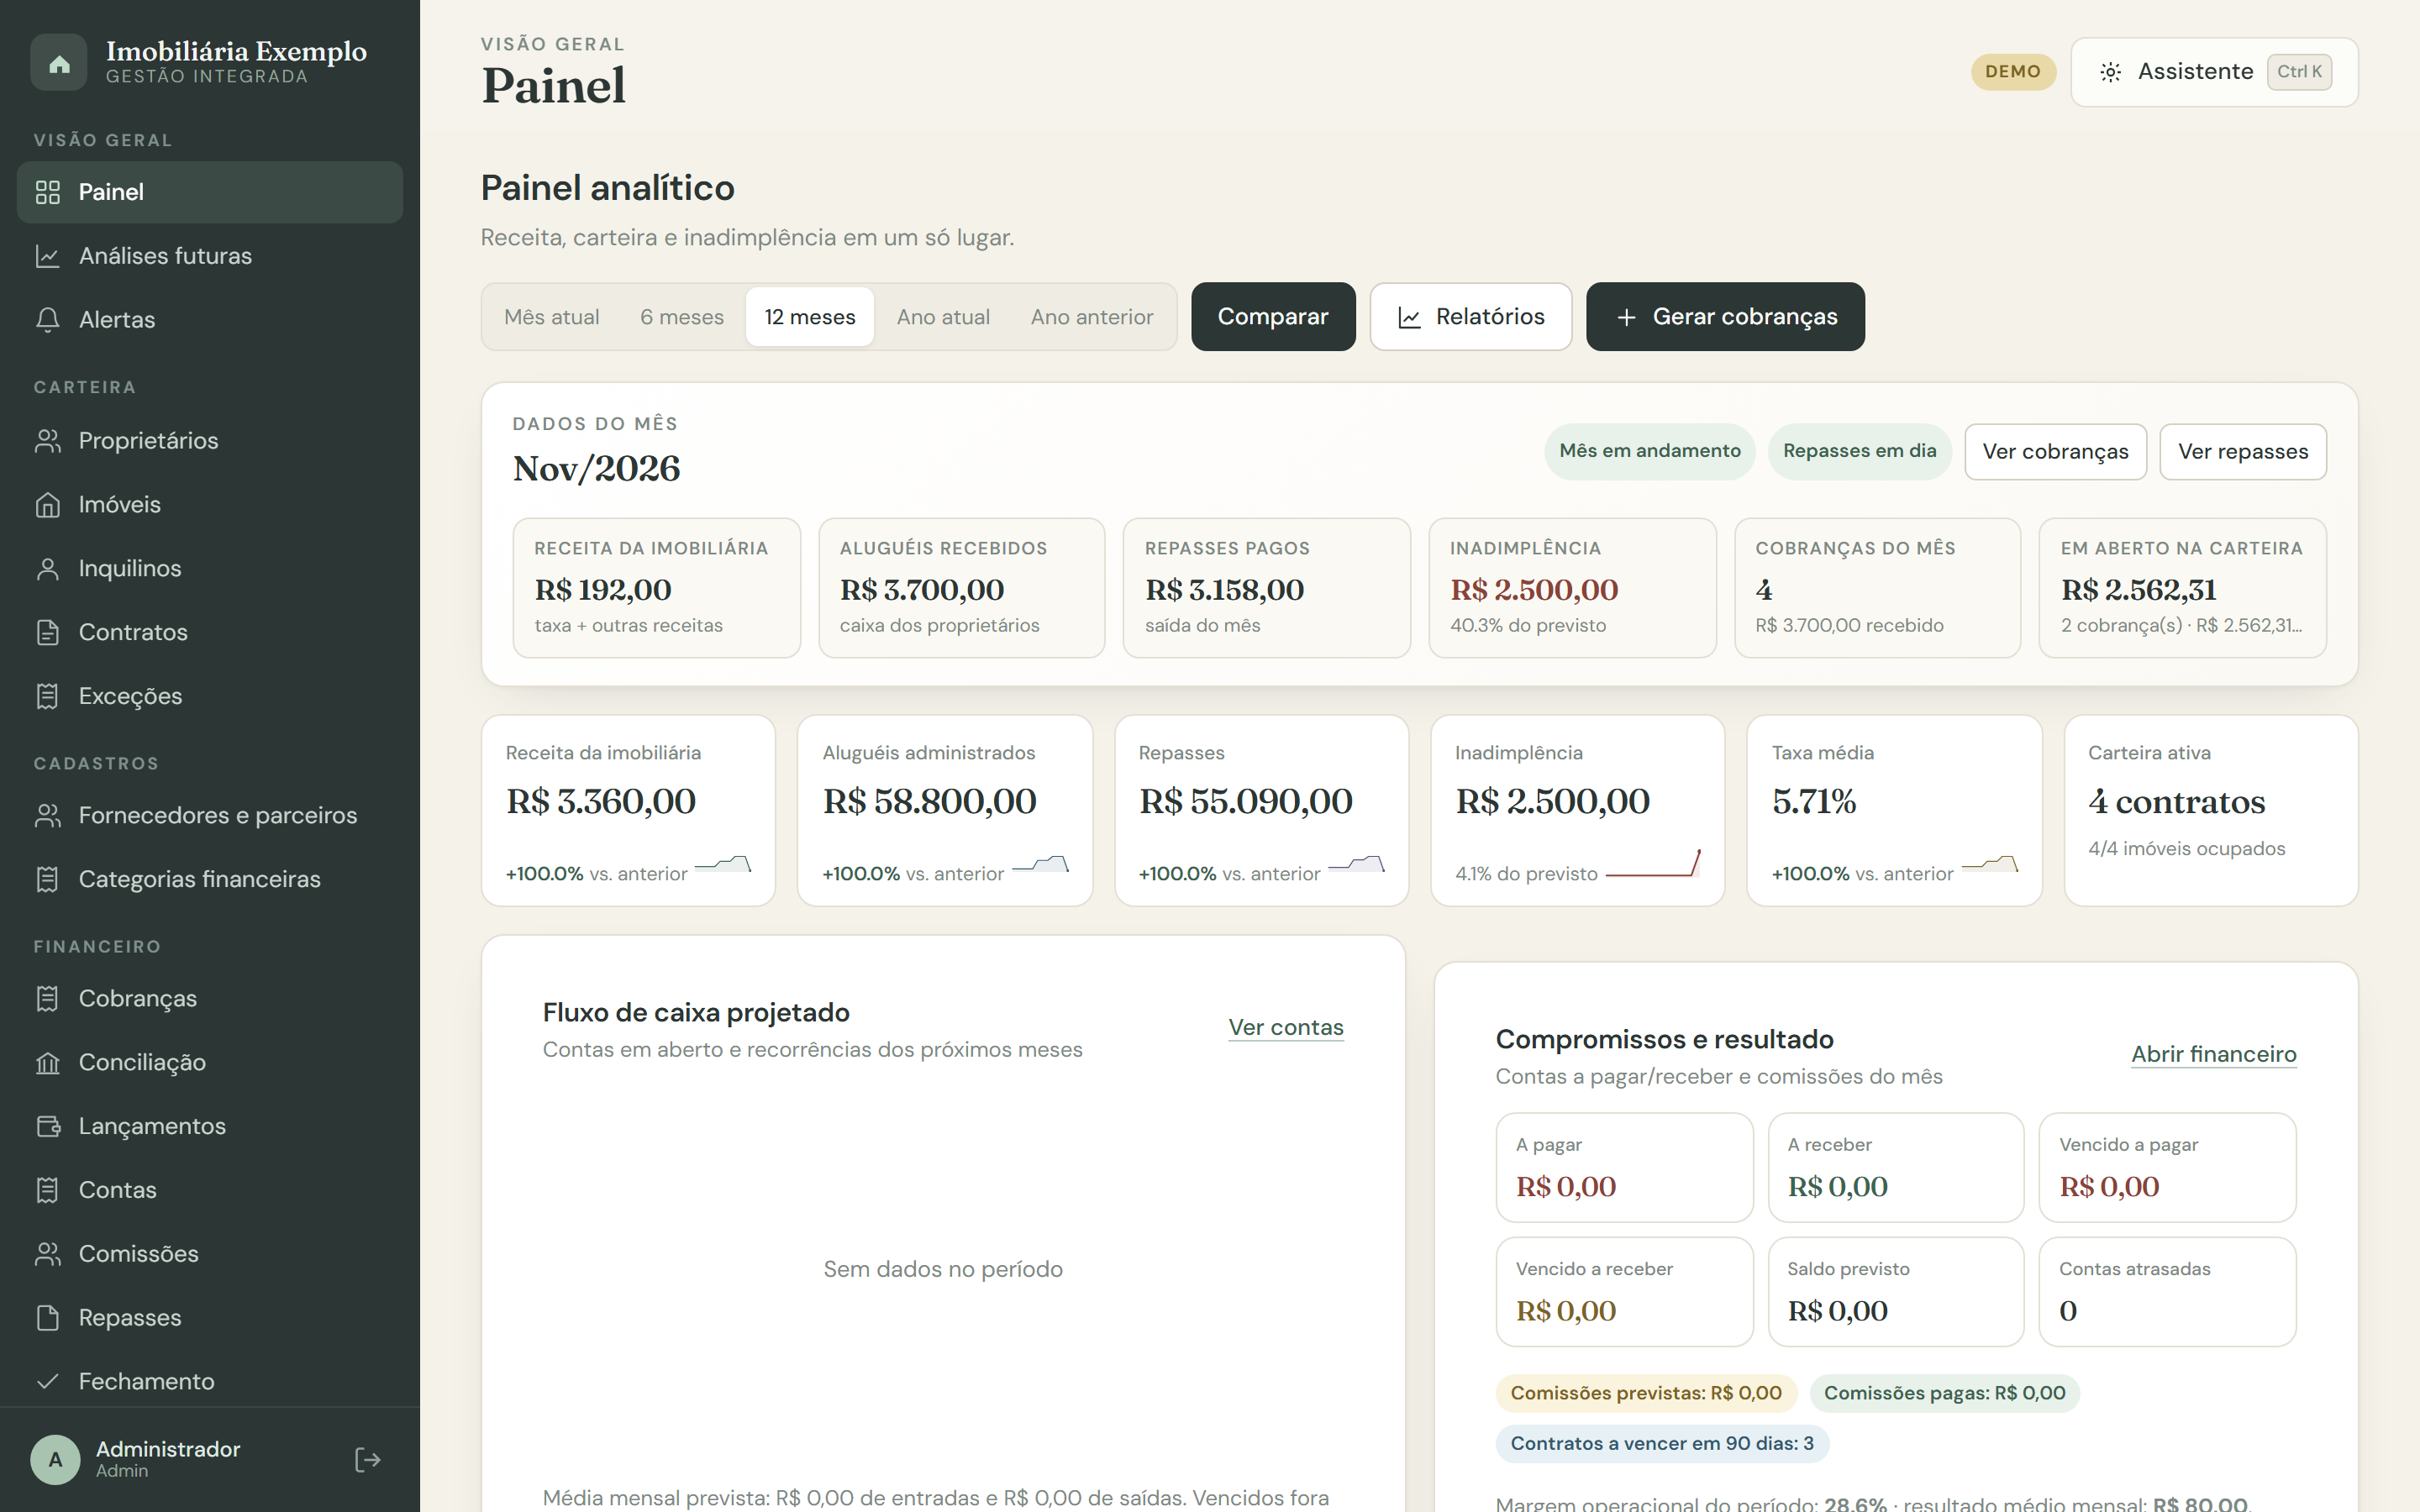 Imobiliária Exemplo
GESTÃO INTEGRADA
VISÃO GERAL
Painel
Análises futuras
Alertas
CARTEIRA
Proprietários
Imóveis
Inquilinos
Contratos
Exceções
CADASTROS
Fornecedores e parceiros
Categorias financeiras
FINANCEIRO
Cobranças
Conciliação
Lançamentos
Contas
Comissões
Repasses
Fechamento
A
Administrador
Admin
VISÃO GERAL
Painel
DEMO
Assistente Ctrl K
Painel analítico
Receita, carteira e inadimplência em um só lugar.
Mês atual 6 meses 12 meses Ano atual Ano anterior Comparar Relatórios + Gerar cobranças
DADOS DO MÊS
Nov/2026
Mês em andamento Repasses em dia Ver cobranças Ver repasses
RECEITA DA IMOBILIÁRIA
R$ 192,00
taxa + outras receitas
ALUGUÉIS RECEBIDOS
R$ 3.700,00
caixa dos proprietários
REPASSES PAGOS
R$ 3.158,00
saída do mês
INADIMPLÊNCIA
R$ 2.500,00
40.3% do previsto
COBRANÇAS DO MÊS
4
R$ 3.700,00 recebido
EM ABERTO NA CARTEIRA
R$ 2.562,31
2 cobrança(s) · R$ 2.562,31...
Receita da imobiliária
R$ 3.360,00
+100.0% vs. anterior
Aluguéis administrados
R$ 58.800,00
+100.0% vs. anterior
Repasses
R$ 55.090,00
+100.0% vs. anterior
Inadimplência
R$ 2.500,00
4.1% do previsto
Taxa média
5.71%
+100.0% vs. anterior
Carteira ativa
4 contratos
4/4 imóveis ocupados
Fluxo de caixa projetado
Contas em aberto e recorrências dos próximos meses
Ver contas
Sem dados no período
Média mensal prevista: R$ 0,00 de entradas e R$ 0,00 de saídas. Vencidos fora
Compromissos e resultado
Contas a pagar/receber e comissões do mês
Abrir financeiro
A pagar
R$ 0,00
A receber
R$ 0,00
Vencido a pagar
R$ 0,00
Vencido a receber
R$ 0,00
Saldo previsto
R$ 0,00
Contas atrasadas
0
Comissões previstas: R$ 0,00
Comissões pagas: R$ 0,00
Contratos a vencer em 90 dias: 3
Margem operacional do período: 28.6% · resultado médio mensal: R$ 80,00.